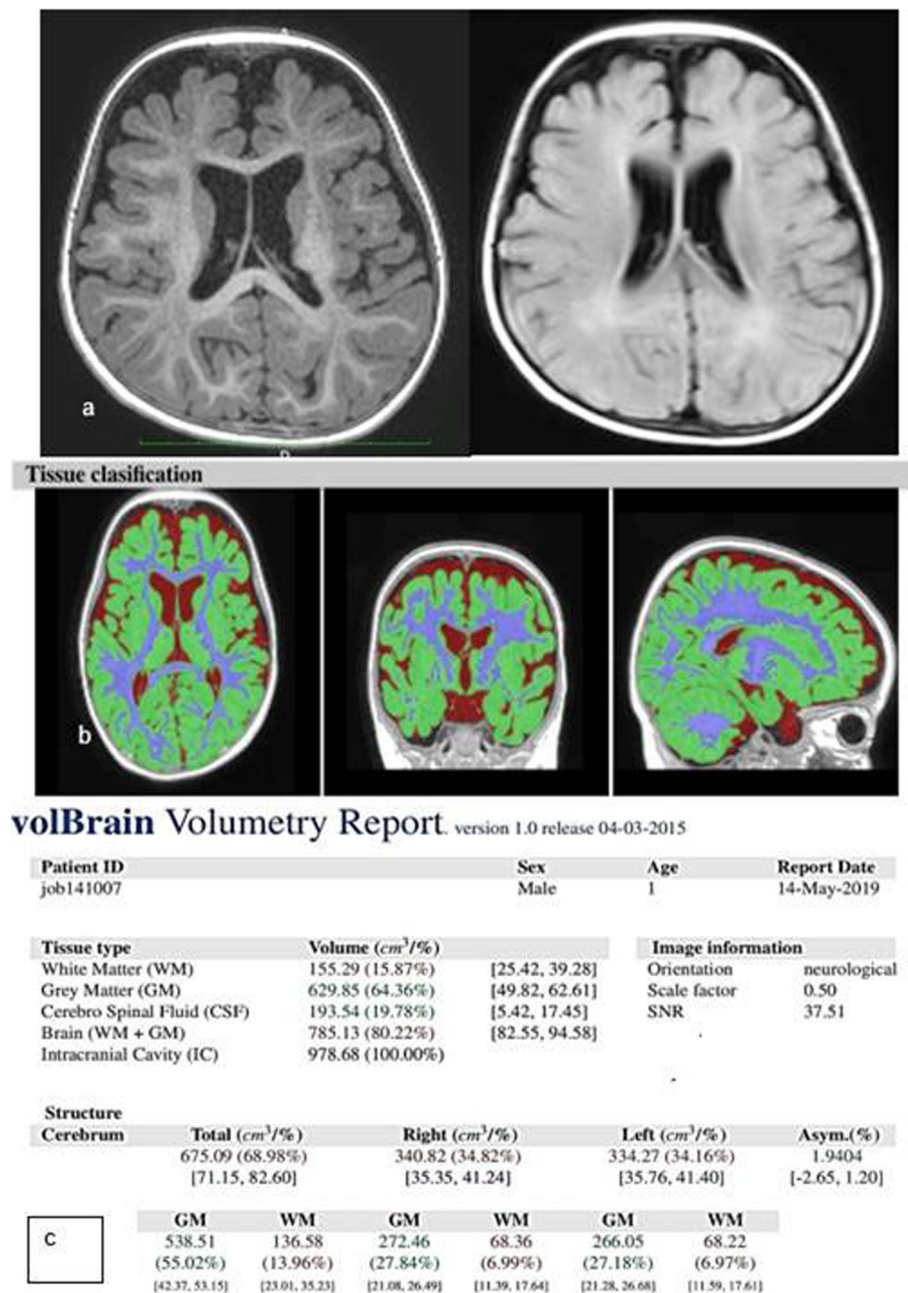 a
Tissue clasification
b
volBrain Volumetry Report. version 1.0 release 04-03-2015
Patient ID Sex Age Report Date
job141007 Male 1 14-May-2019
Tissue type Volume (cm³/%) Image information
White Matter (WM) 155.29 (15.87%) [25.42, 39.28] Orientation neurological
Grey Matter (GM) 629.85 (64.36%) [49.82, 62.61] Scale factor 0.50
Cerebro Spinal Fluid (CSF) 193.54 (19.78%) [5.42, 17.45] SNR 37.51
Brain (WM + GM) 785.13 (80.22%) [82.55, 94.58]
Intracranial Cavity (IC) 978.68 (100.00%)
Structure
Cerebrum Total (cm³/%) Right (cm³/%) Left (cm³/%) Asym.(%)
675.09 (68.98%) 340.82 (34.82%) 334.27 (34.16%) 1.9404
[71.15, 82.60] [35.35, 41.24] [35.76, 41.40] [-2.65, 1.20]
GM WM GM WM GM WM
c 538.51 136.58 272.46 68.36 266.05 68.22
(55.02%) (13.96%) (27.84%) (6.99%) (27.18%) (6.97%)
[42.37, 53.15] [23.01, 35.23] [21.08, 26.49] [11.39, 17.64] [21.28, 26.68] [11.59, 17.61]